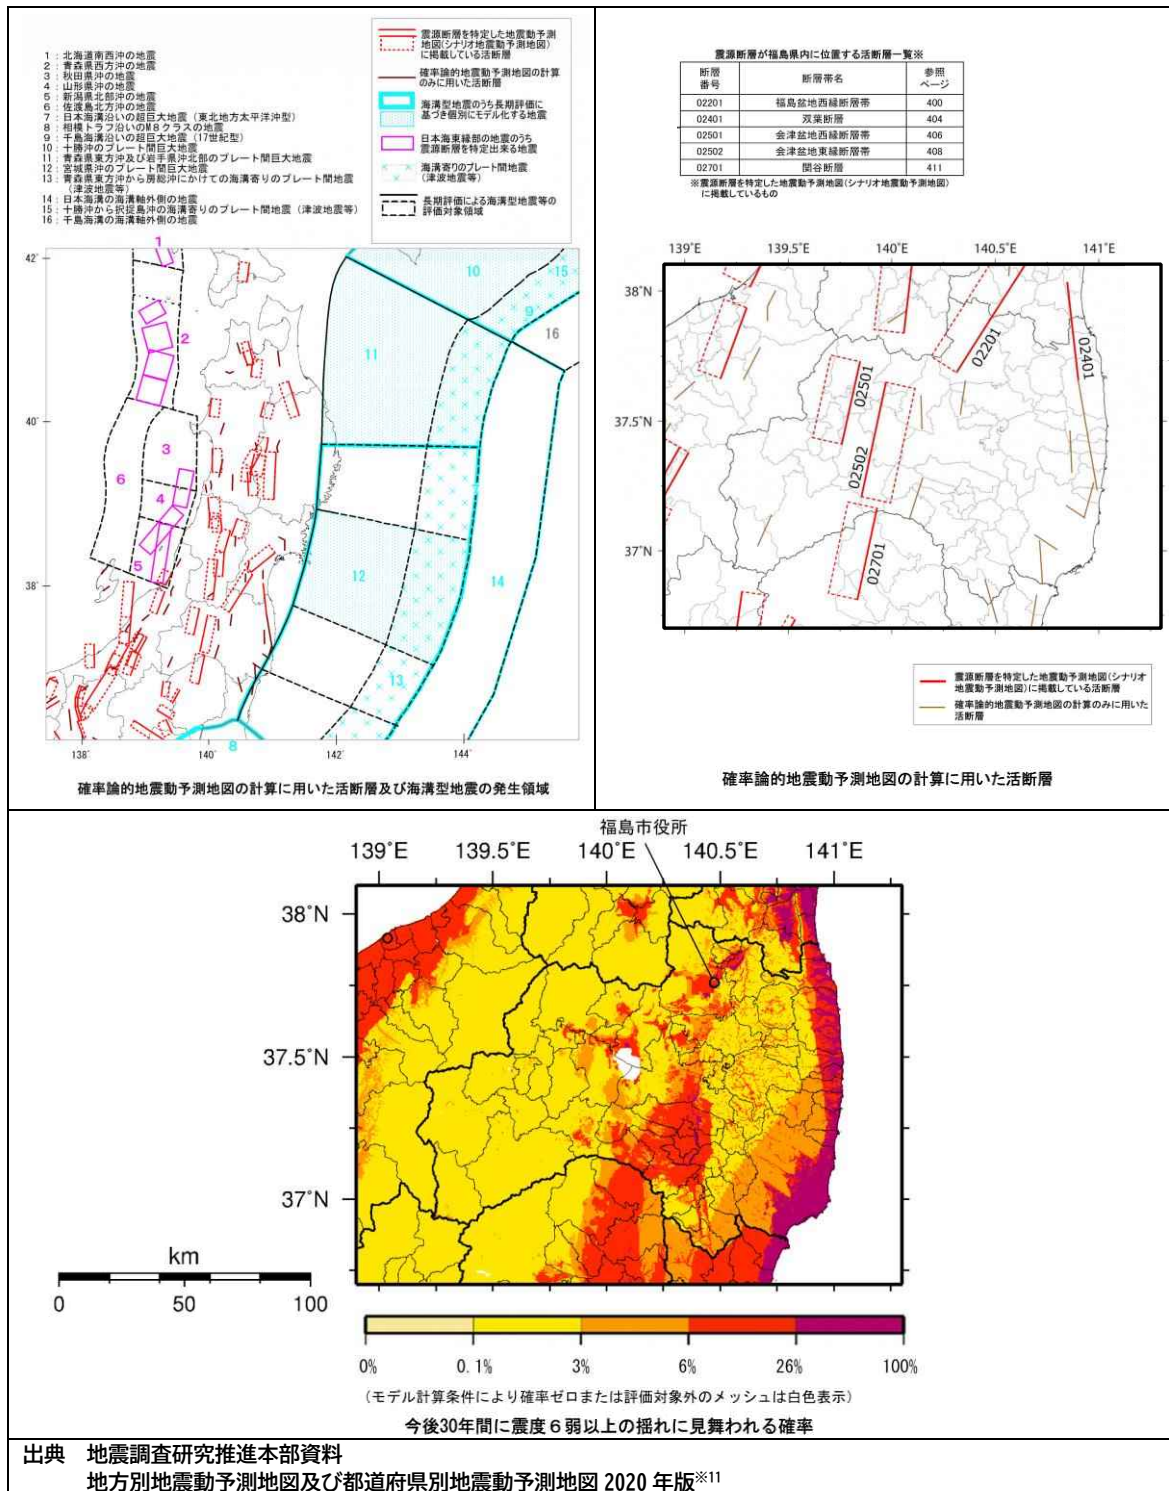 1 : 北海道南西沖の地震
2 : 青森県西方沖の地震
3 : 秋田県沖の地震
4 : 山形県沖の地震
5 : 新潟県北部沖の地震
6 : 佐渡島北方沖の地震
7 : 日本海溝沿いの超巨大地震（東北地方太平洋沖型）
8 : 相模トラフ沿いのM8クラスの地震
9 : 千島海溝沿いの超巨大地震（17世紀型）
10 : 十勝沖のプレート間巨大地震
11 : 青森県東方沖及び岩手県沖北部のプレート間巨大地震
12 : 宮城県沖のプレート間巨大地震
13 : 青森県東方沖から房総沖にかけての海溝寄りのプレート間地震
（津波地震等）
14 : 日本海溝の海溝軸外側の地震
15 : 十勝沖から択捉島沖の海溝寄りのプレート間地震（津波地震等）
16 : 千島海溝の海溝軸外側の地震
震源断層を特定した地震動予測
地図(シナリオ地震動予測地図)
に掲載している活断層
確率論的地震動予測地図の計算
のみに用いた活断層
海溝型地震のうち長期評価に
基づき個別にモデル化する地震
日本海東縁部の地震のうち
震源断層を特定出来る地震
海溝寄りのプレート間地震
（津波地震等）
長期評価による海溝型地震等の
評価対象領域
42°
40°
38°
138°
140°
142°
144°
1
2
3
4
5
6
8
9
10
11
12
13
14
15
16
確率論的地震動予測地図の計算に用いた活断層及び海溝型地震の発生領域
震源断層が福島県内に位置する活断層一覧※
断層番号 断層帯名 参照ページ
02201 福島盆地西縁断層帯 400
02401 双葉断層 404
02501 会津盆地西縁断層帯 406
02502 会津盆地東縁断層帯 408
02701 関谷断層 411
※震源断層を特定した地震動予測地図(シナリオ地震動予測地図)
に掲載しているもの
139°E 139.5°E 140°E 140.5°E 141°E
38°N
37.5°N
37°N
02201
02401
02501
02502
02701
震源断層を特定した地震動予測地図(シナリオ
地震動予測地図)に掲載している活断層
確率論的地震動予測地図の計算のみに用いた
活断層
確率論的地震動予測地図の計算に用いた活断層
福島市役所
139°E 139.5°E 140°E 140.5°E 141°E
38°N
37.5°N
37°N
km
0 50 100
0% 0.1% 3% 6% 26% 100%
（モデル計算条件により確率ゼロまたは評価対象外のメッシュは白色表示）
今後30年間に震度６弱以上の揺れに見舞われる確率
出典 地震調査研究推進本部資料
地方別地震動予測地図及び都道府県別地震動予測地図 2020 年版※11